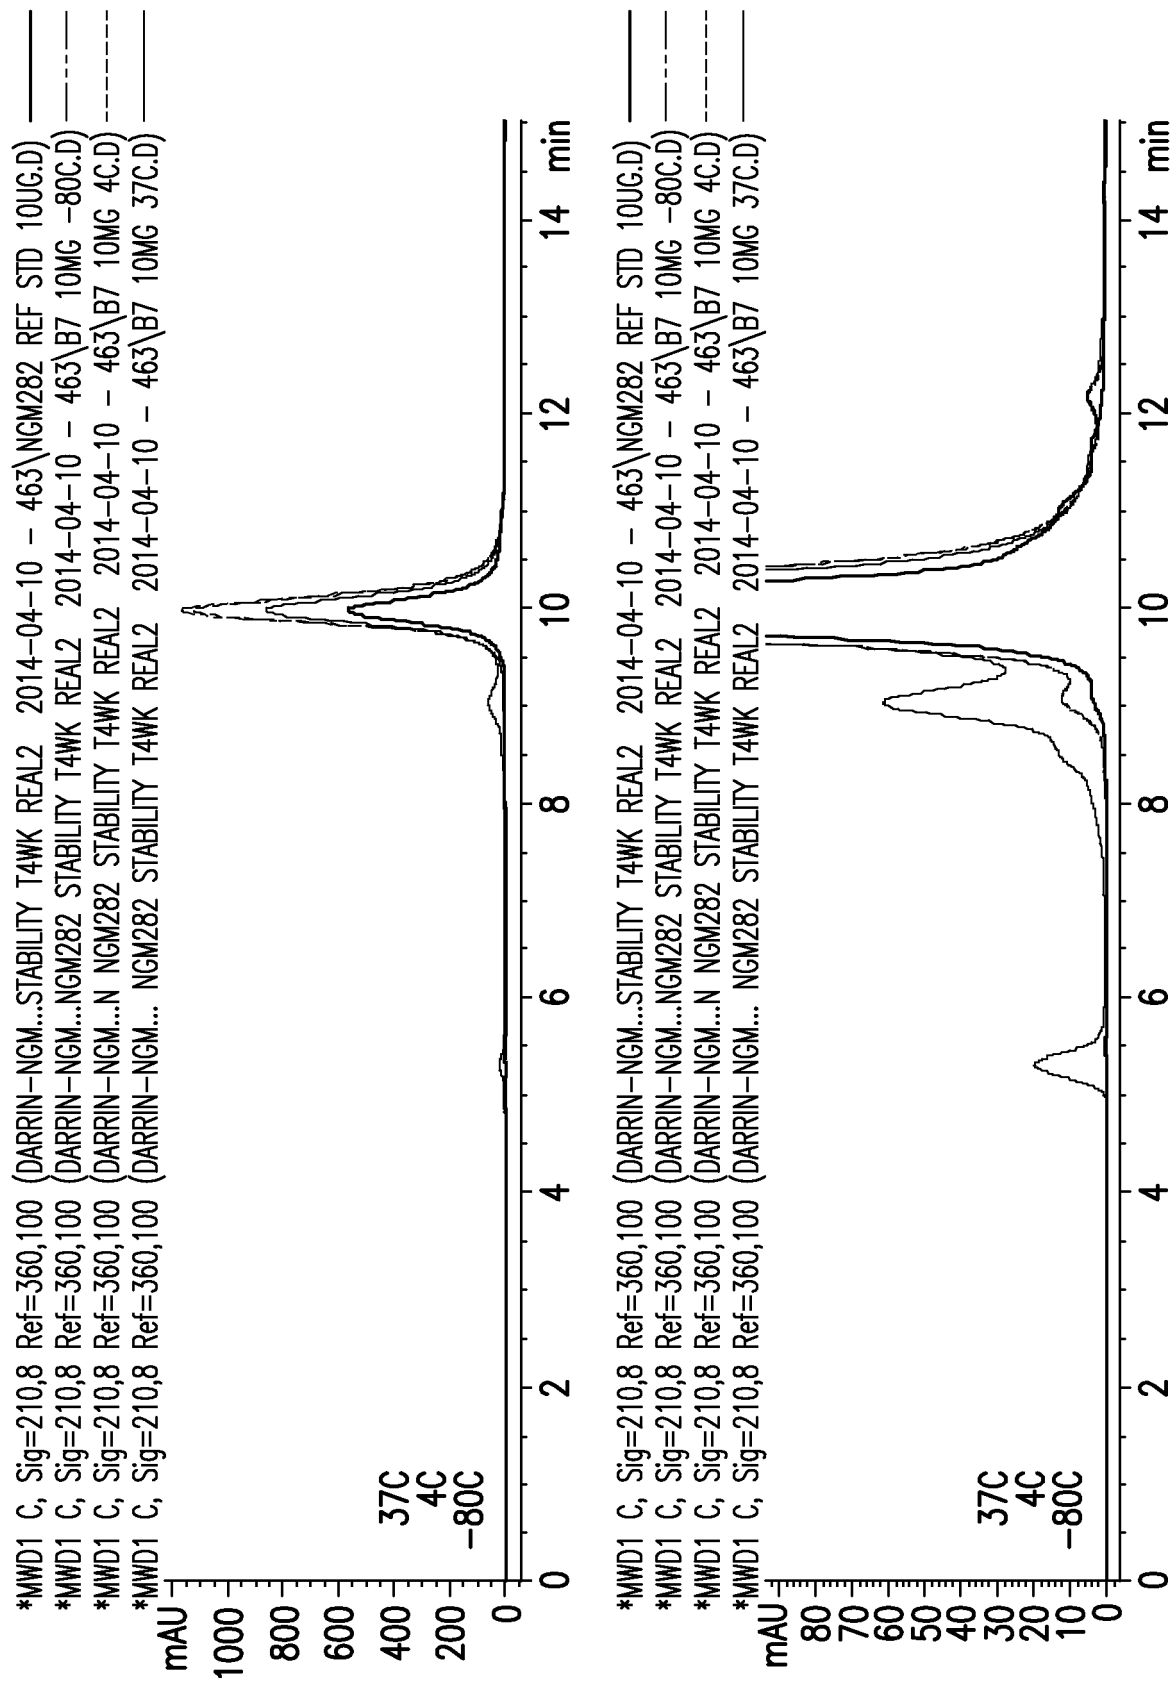 *MWD1 C, Sig=210,8 Ref=360,100 (DARRIN-NGM...STABILITY T4WK REAL2 2014-04-10 - 463\NGM282 REF STD 10UG.D)
*MWD1 C, Sig=210,8 Ref=360,100 (DARRIN-NGM...NGM282 STABILITY T4WK REAL2 2014-04-10 - 463\B7 10MG -80C.D)
*MWD1 C, Sig=210,8 Ref=360,100 (DARRIN-NGM...N NGM282 STABILITY T4WK REAL2 2014-04-10 - 463\B7 10MG 4C.D)
*MWD1 C, Sig=210,8 Ref=360,100 (DARRIN-NGM... NGM282 STABILITY T4WK REAL2 2014-04-10 - 463\B7 10MG 37C.D)
mAU
1000
800
600
400
200
0
37C
4C
-80C
0 2 4 6 8 10 12 14 min
*MWD1 C, Sig=210,8 Ref=360,100 (DARRIN-NGM...STABILITY T4WK REAL2 2014-04-10 - 463\NGM282 REF STD 10UG.D)
*MWD1 C, Sig=210,8 Ref=360,100 (DARRIN-NGM...NGM282 STABILITY T4WK REAL2 2014-04-10 - 463\B7 10MG -80C.D)
*MWD1 C, Sig=210,8 Ref=360,100 (DARRIN-NGM...N NGM282 STABILITY T4WK REAL2 2014-04-10 - 463\B7 10MG 4C.D)
*MWD1 C, Sig=210,8 Ref=360,100 (DARRIN-NGM... NGM282 STABILITY T4WK REAL2 2014-04-10 - 463\B7 10MG 37C.D)
mAU
80
70
60
50
40
30
20
10
0
37C
4C
-80C
0 2 4 6 8 10 12 14 min